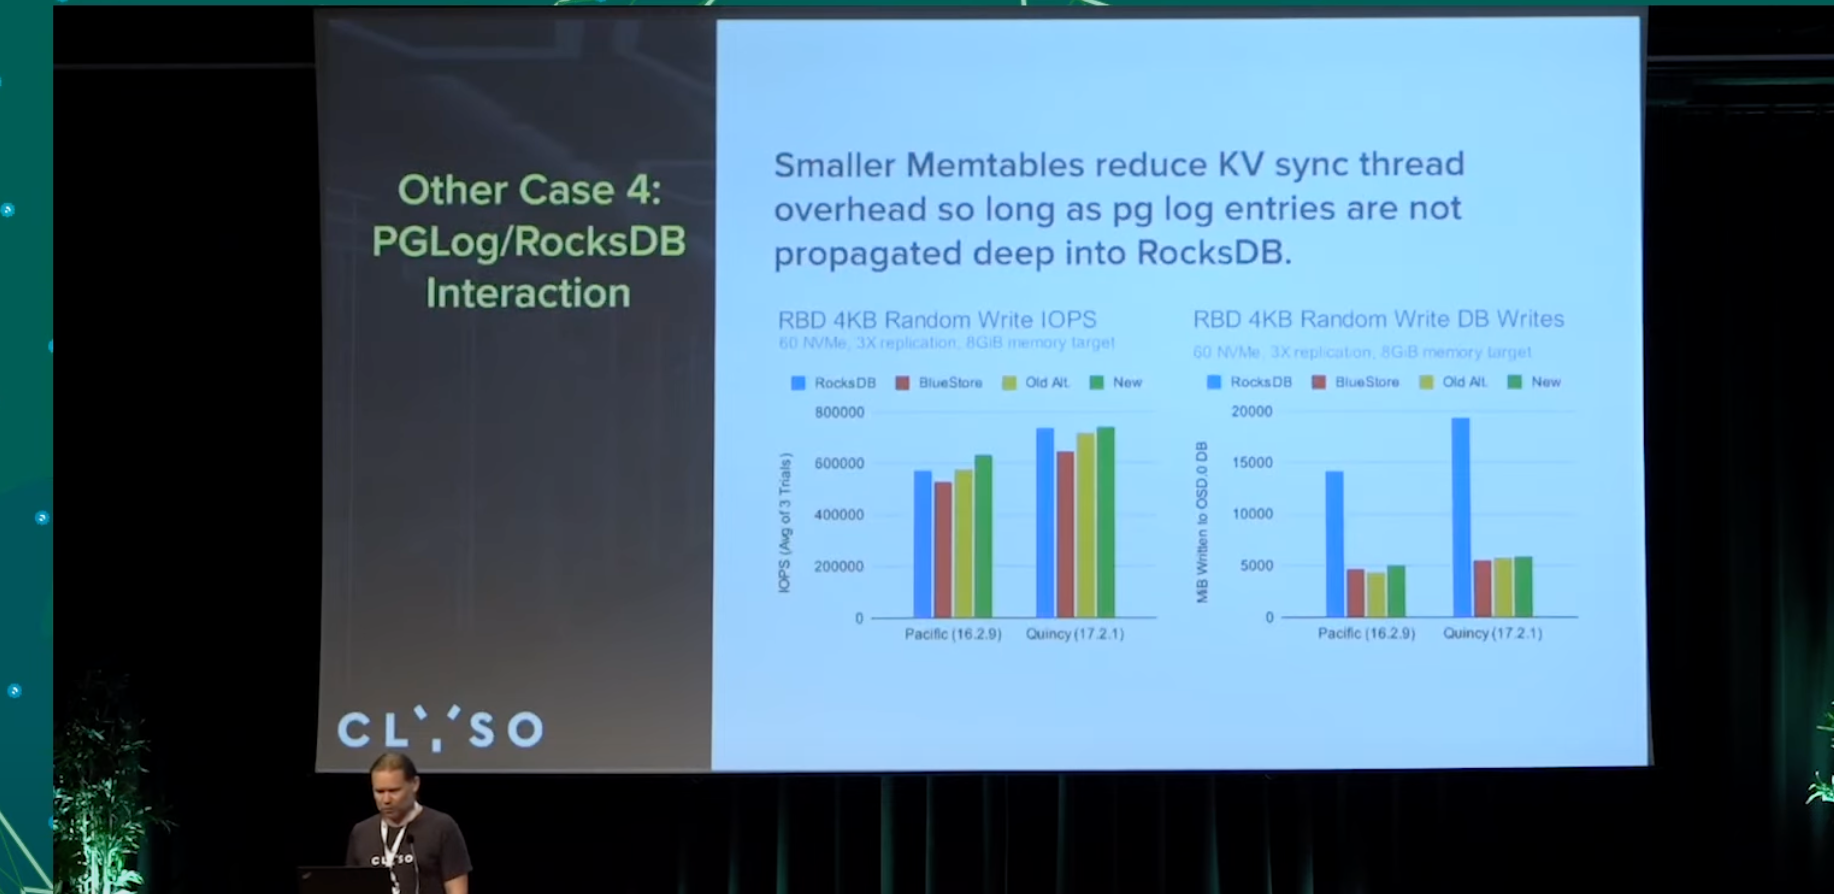 Other Case 4:
PGLog/RocksDB
Interaction
CLYSO
Smaller Memtables reduce KV sync thread
overhead so long as pg log entries are not
propagated deep into RocksDB.
RBD 4KB Random Write IOPS
60 NVMe, 3X replication, 8GiB memory target
RocksDB BlueStore Old Alt. New
IOPS (Avg of 3 Trials)
800000
600000
400000
200000
0
Pacific (16.2.9) Quincy (17.2.1)
RBD 4KB Random Write DB Writes
60 NVMe, 3X replication, 8GiB memory target
RocksDB BlueStore Old Alt. New
MiB Written to OSD.0 DB
20000
15000
10000
5000
0
Pacific (16.2.9) Quincy (17.2.1)
CLYSO